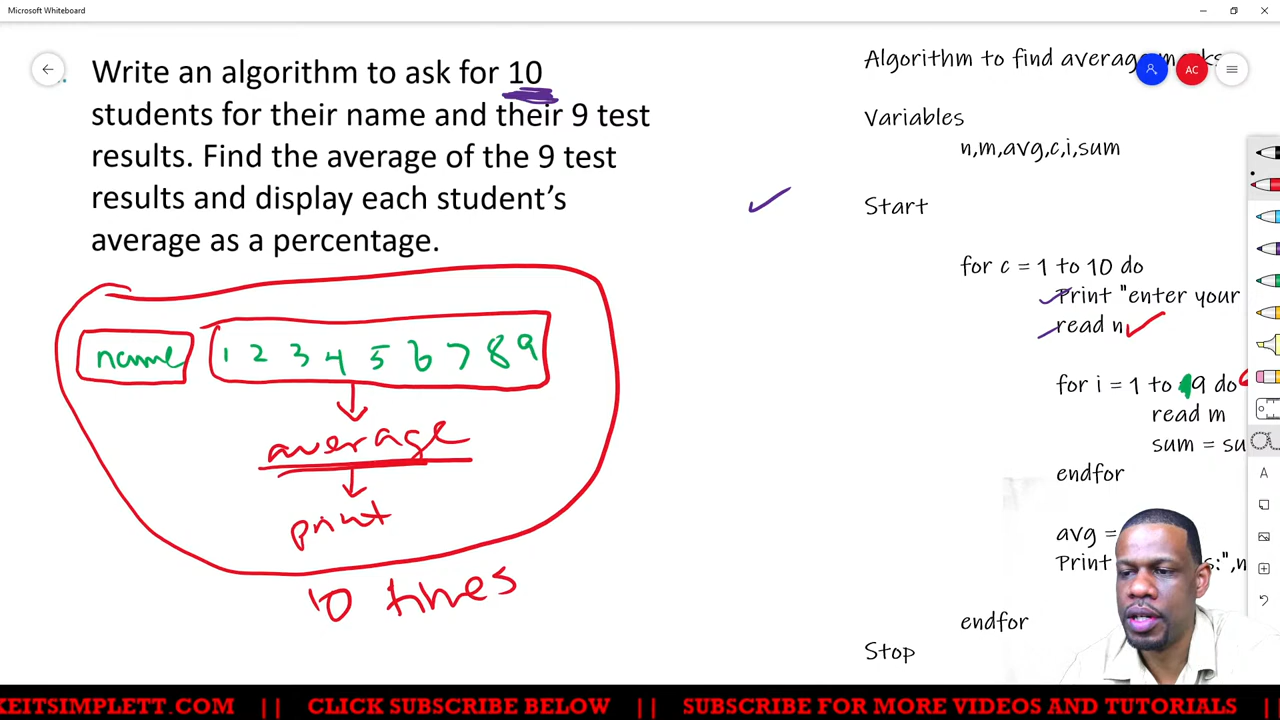 Microsoft Whiteboard
Write an algorithm to ask for 10
students for their name and their 9 test
results. Find the average of the 9 test
results and display each student's
average as a percentage.
name 1 2 3 4 5 6 7 8 9
average
print
10 times
Algorithm to find average marks
AC
Variables
n,m,avg,c,i,sum
Start
for c = 1 to 10 do
Print "enter your
read n
for i = 1 to 9 do
read m
sum = su
endfor
avg =
Print s:",n
endfor
Stop
A
KEITSIMPLETT.COM || CLICK SUBSCRIBE BELOW || SUBSCRIBE FOR MORE VIDEOS AND TUTORIALS ||